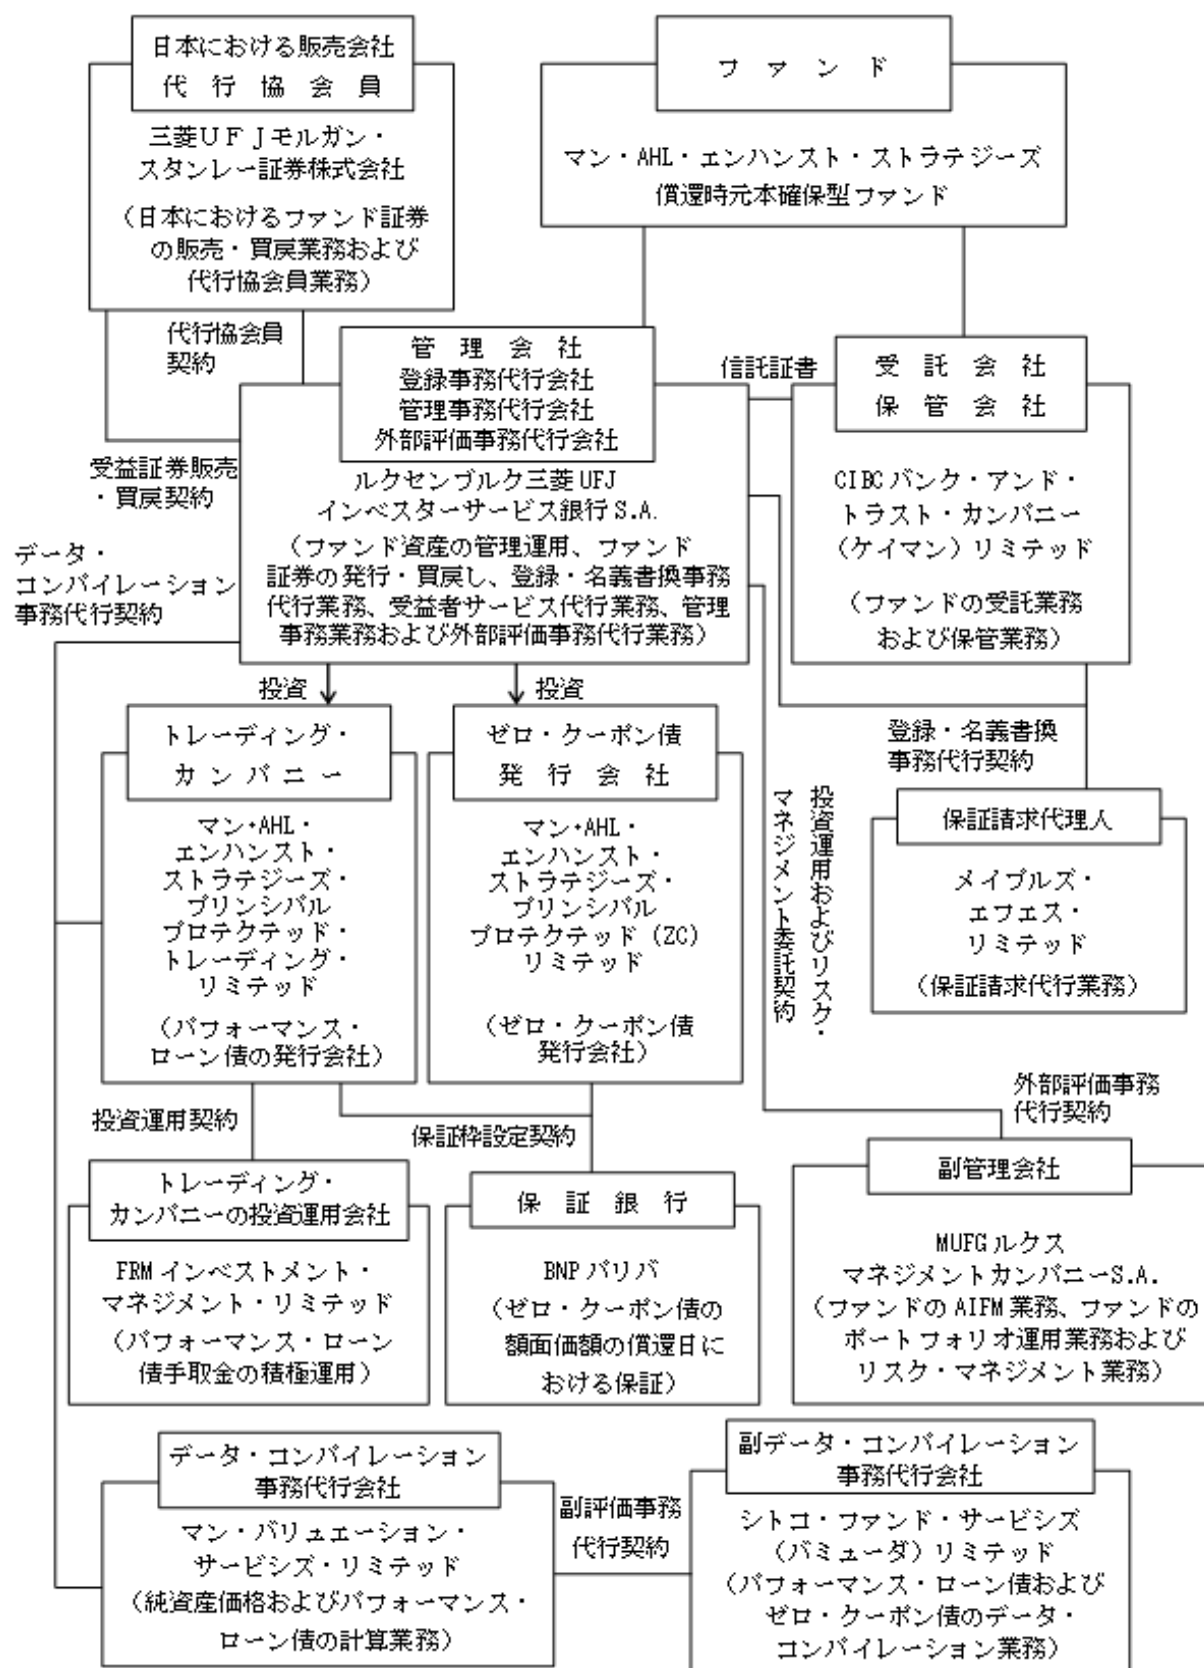 日本における販売会社
代行協会員
三菱UFJモルガン・
スタンレー証券株式会社
(日本におけるファンド証券
の販売・買戻業務および
代行協会員業務)
ファンド
マン・AHL・エンハンスト・ストラテジーズ
償還時元本確保型ファンド
代行協会員
契約
受益証券販売
・買戻契約
管理会社
登録事務代行会社
管理事務代行会社
外部評価事務代行会社
ルクセンブルク三菱UFJ
インベスターサービス銀行S.A.
(ファンド資産の管理運用、ファンド
証券の発行・買戻し、登録・名義書換事務
代行業務、受益者サービス代行業務、管理
事務業務および外部評価事務代行業務)
信託証書
受託会社
保管会社
CIBCバンク・アンド・
トラスト・カンパニー
(ケイマン)リミテッド
(ファンドの受託業務
および保管業務)
データ・
コンパイレーション
事務代行契約
投資
投資
トレーディング・
カンパニー
マン・AHL・
エンハンスト・
ストラテジーズ・
プリンシパル
プロテクテッド・
トレーディング・
リミテッド
(パフォーマンス・
ローン債の発行会社)
ゼロ・クーポン債
発行会社
マン・AHL・
エンハンスト・
ストラテジーズ・
プリンシパル
プロテクテッド(ZC)
リミテッド
(ゼロ・クーポン債
発行会社)
投資運用およびリスク・
マネジメント委託契約
登録・名義書換
事務代行契約
保証請求代理人
メイプルズ・
エフエス・
リミテッド
(保証請求代行業務)
投資運用契約
保証枠設定契約
外部評価事務
代行契約
トレーディング・
カンパニーの投資運用会社
FRMインベストメント・
マネジメント・リミテッド
(パフォーマンス・ローン
債手取金の積極運用)
保証銀行
BNPパリバ
(ゼロ・クーポン債の
額面価額の償還日に
おける保証)
副管理会社
MUFGルクス
マネジメントカンパニーS.A.
(ファンドのAIFM業務、ファンドの
ポートフォリオ運用業務および
リスク・マネジメント業務)
データ・コンパイレーション
事務代行会社
マン・バリュエーション・
サービシズ・リミテッド
(純資産価格およびパフォーマンス・
ローン債の計算業務)
副評価事務
代行契約
副データ・コンパイレーション
事務代行会社
シトコ・ファンド・サービシズ
(バミューダ)リミテッド
(パフォーマンス・ローン債および
ゼロ・クーポン債のデータ・
コンパイレーション業務)